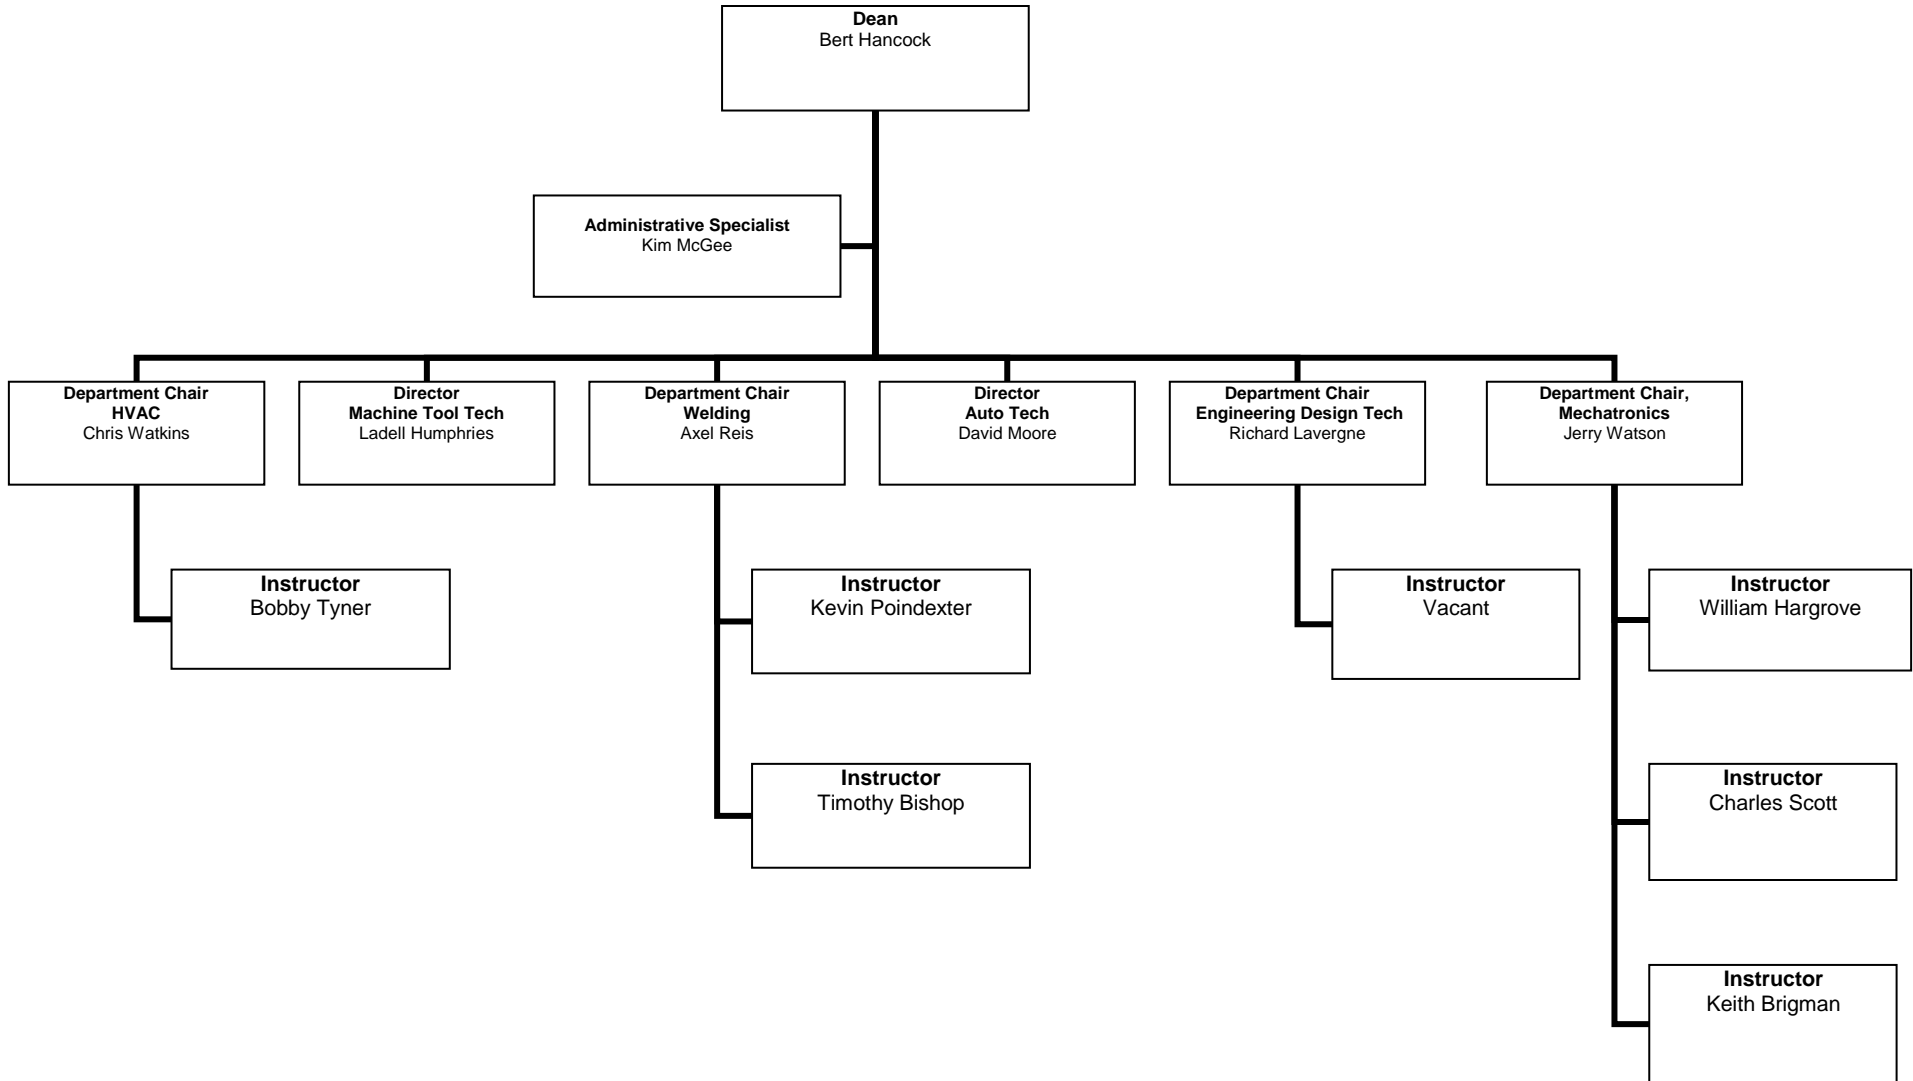 Dean
Bert Hancock
Administrative Specialist
Kim McGee
Department Chair
HVAC
Chris Watkins
Director
Machine Tool Tech
Ladell Humphries
Department Chair
Welding
Axel Reis
Director
Auto Tech
David Moore
Department Chair
Engineering Design Tech
Richard Lavergne
Department Chair,
Mechatronics
Jerry Watson
Instructor
Bobby Tyner
Instructor
Kevin Poindexter
Instructor
Vacant
Instructor
William Hargrove
Instructor
Timothy Bishop
Instructor
Charles Scott
Instructor
Keith Brigman